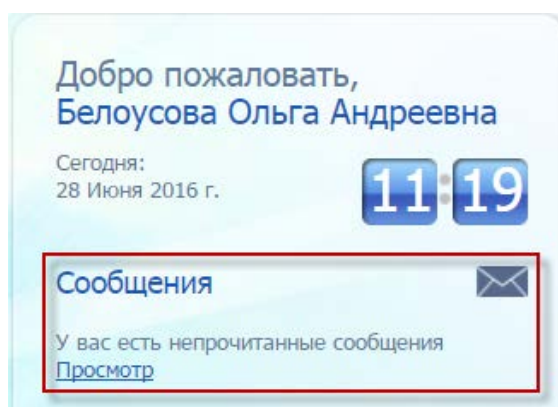 Добро пожаловать,
Белоусова Ольга Андреевна
Сегодня:
28 Июня 2016 г.
11:19
Сообщения
У вас есть непрочитанные сообщения
Просмотр